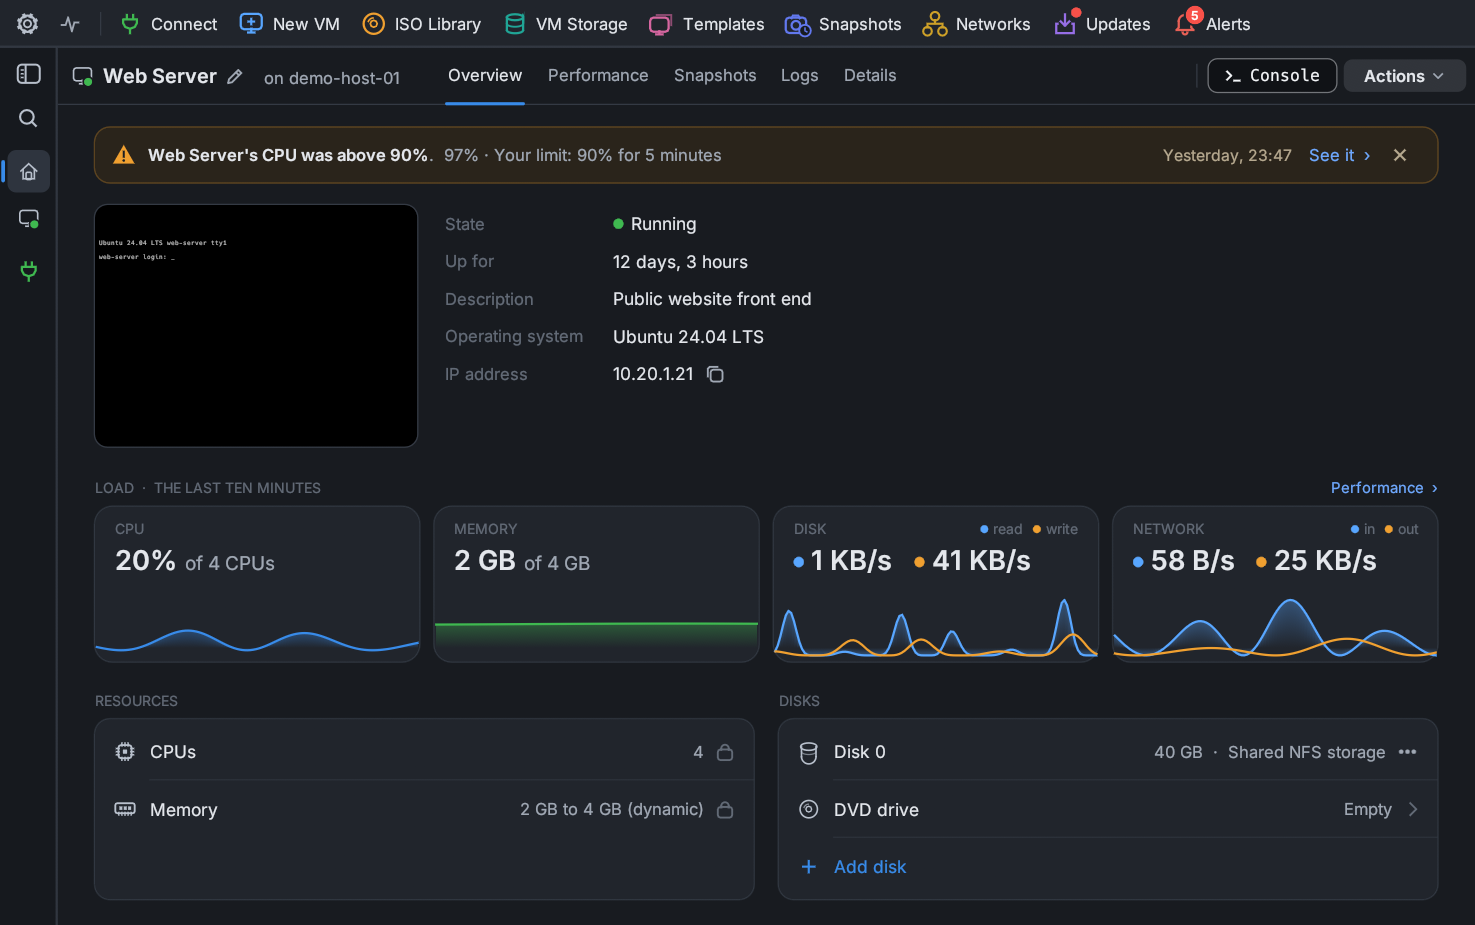 Connect New VM ISO Library VM Storage Templates Snapshots Networks Updates 5 Alerts
Web Server on demo-host-01 Overview Performance Snapshots Logs Details >_ Console Actions
Web Server's CPU was above 90%. 97% · Your limit: 90% for 5 minutes Yesterday, 23:47 See it ›
Ubuntu 24.04 LTS web-server tty1
web-server login: _
State Running
Up for 12 days, 3 hours
Description Public website front end
Operating system Ubuntu 24.04 LTS
IP address 10.20.1.21
LOAD · THE LAST TEN MINUTES Performance ›
CPU
20% of 4 CPUs
MEMORY
2 GB of 4 GB
DISK read write
1 KB/s 41 KB/s
NETWORK in out
58 B/s 25 KB/s
RESOURCES
CPUs 4
Memory 2 GB to 4 GB (dynamic)
DISKS
Disk 0 40 GB · Shared NFS storage
DVD drive Empty
+ Add disk